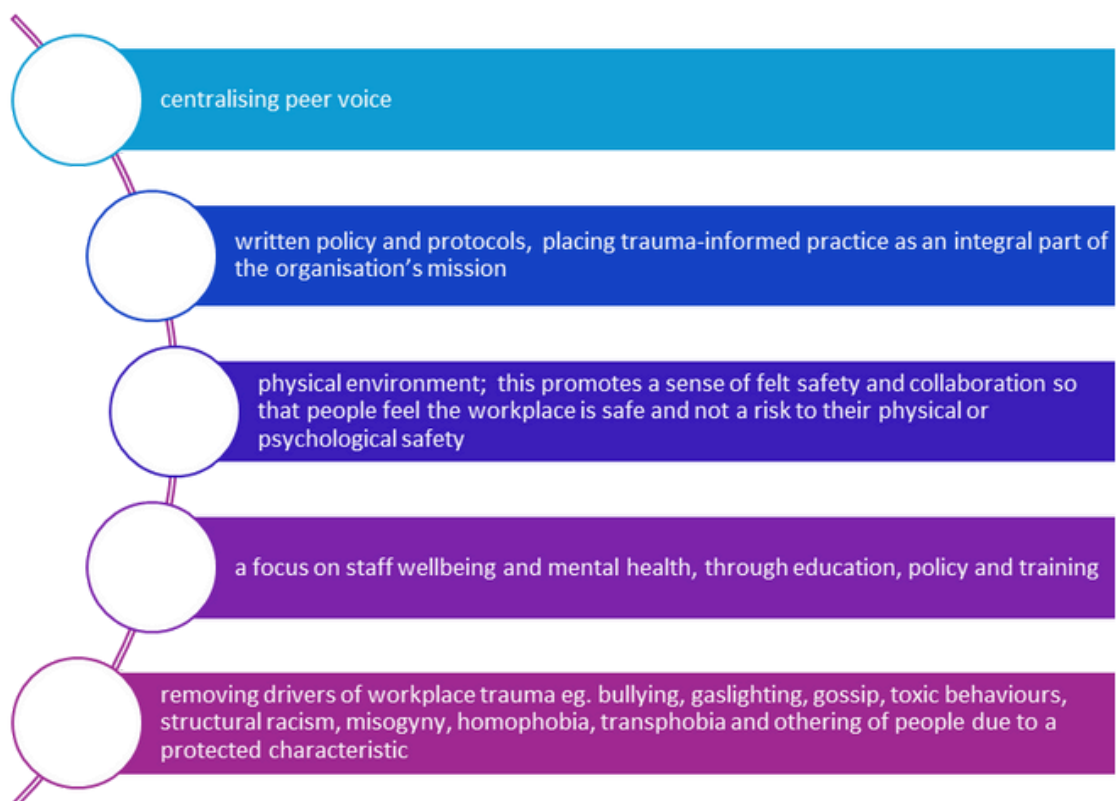 centralising peer voice
written policy and protocols,  placing trauma-informed practice as an integral part of
the organisation’s mission
physical environment;  this promotes a sense of felt safety and collaboration so
that people feel the workplace is safe and not a risk to their physical or
psychological safety
a focus on staff wellbeing and mental health, through education, policy and training
removing drivers of workplace trauma eg. bullying, gaslighting, gossip, toxic behaviours,
structural racism, misogyny, homophobia, transphobia and othering of people due to a
protected characteristic